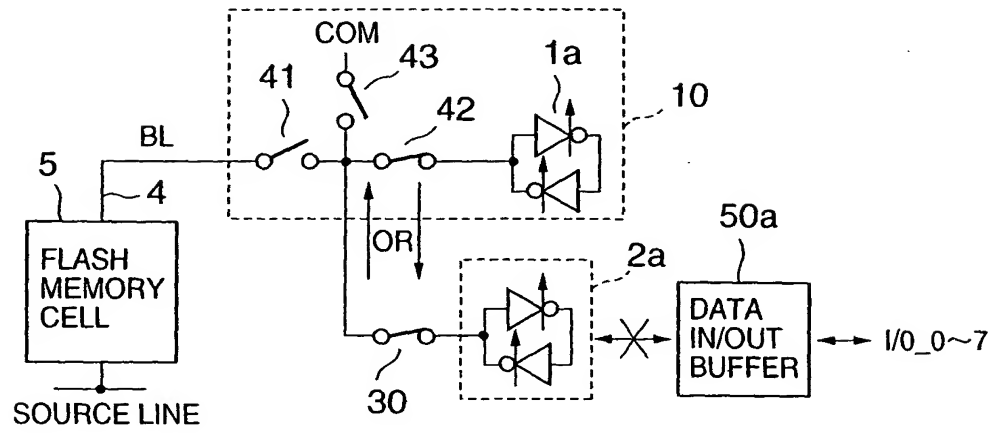 COM
43
1a
41
42
10
BL
5
4
FLASH
MEMORY
CELL
OR
2a
50a
DATA
IN/OUT
BUFFER
I/0_0~7
30
SOURCE LINE